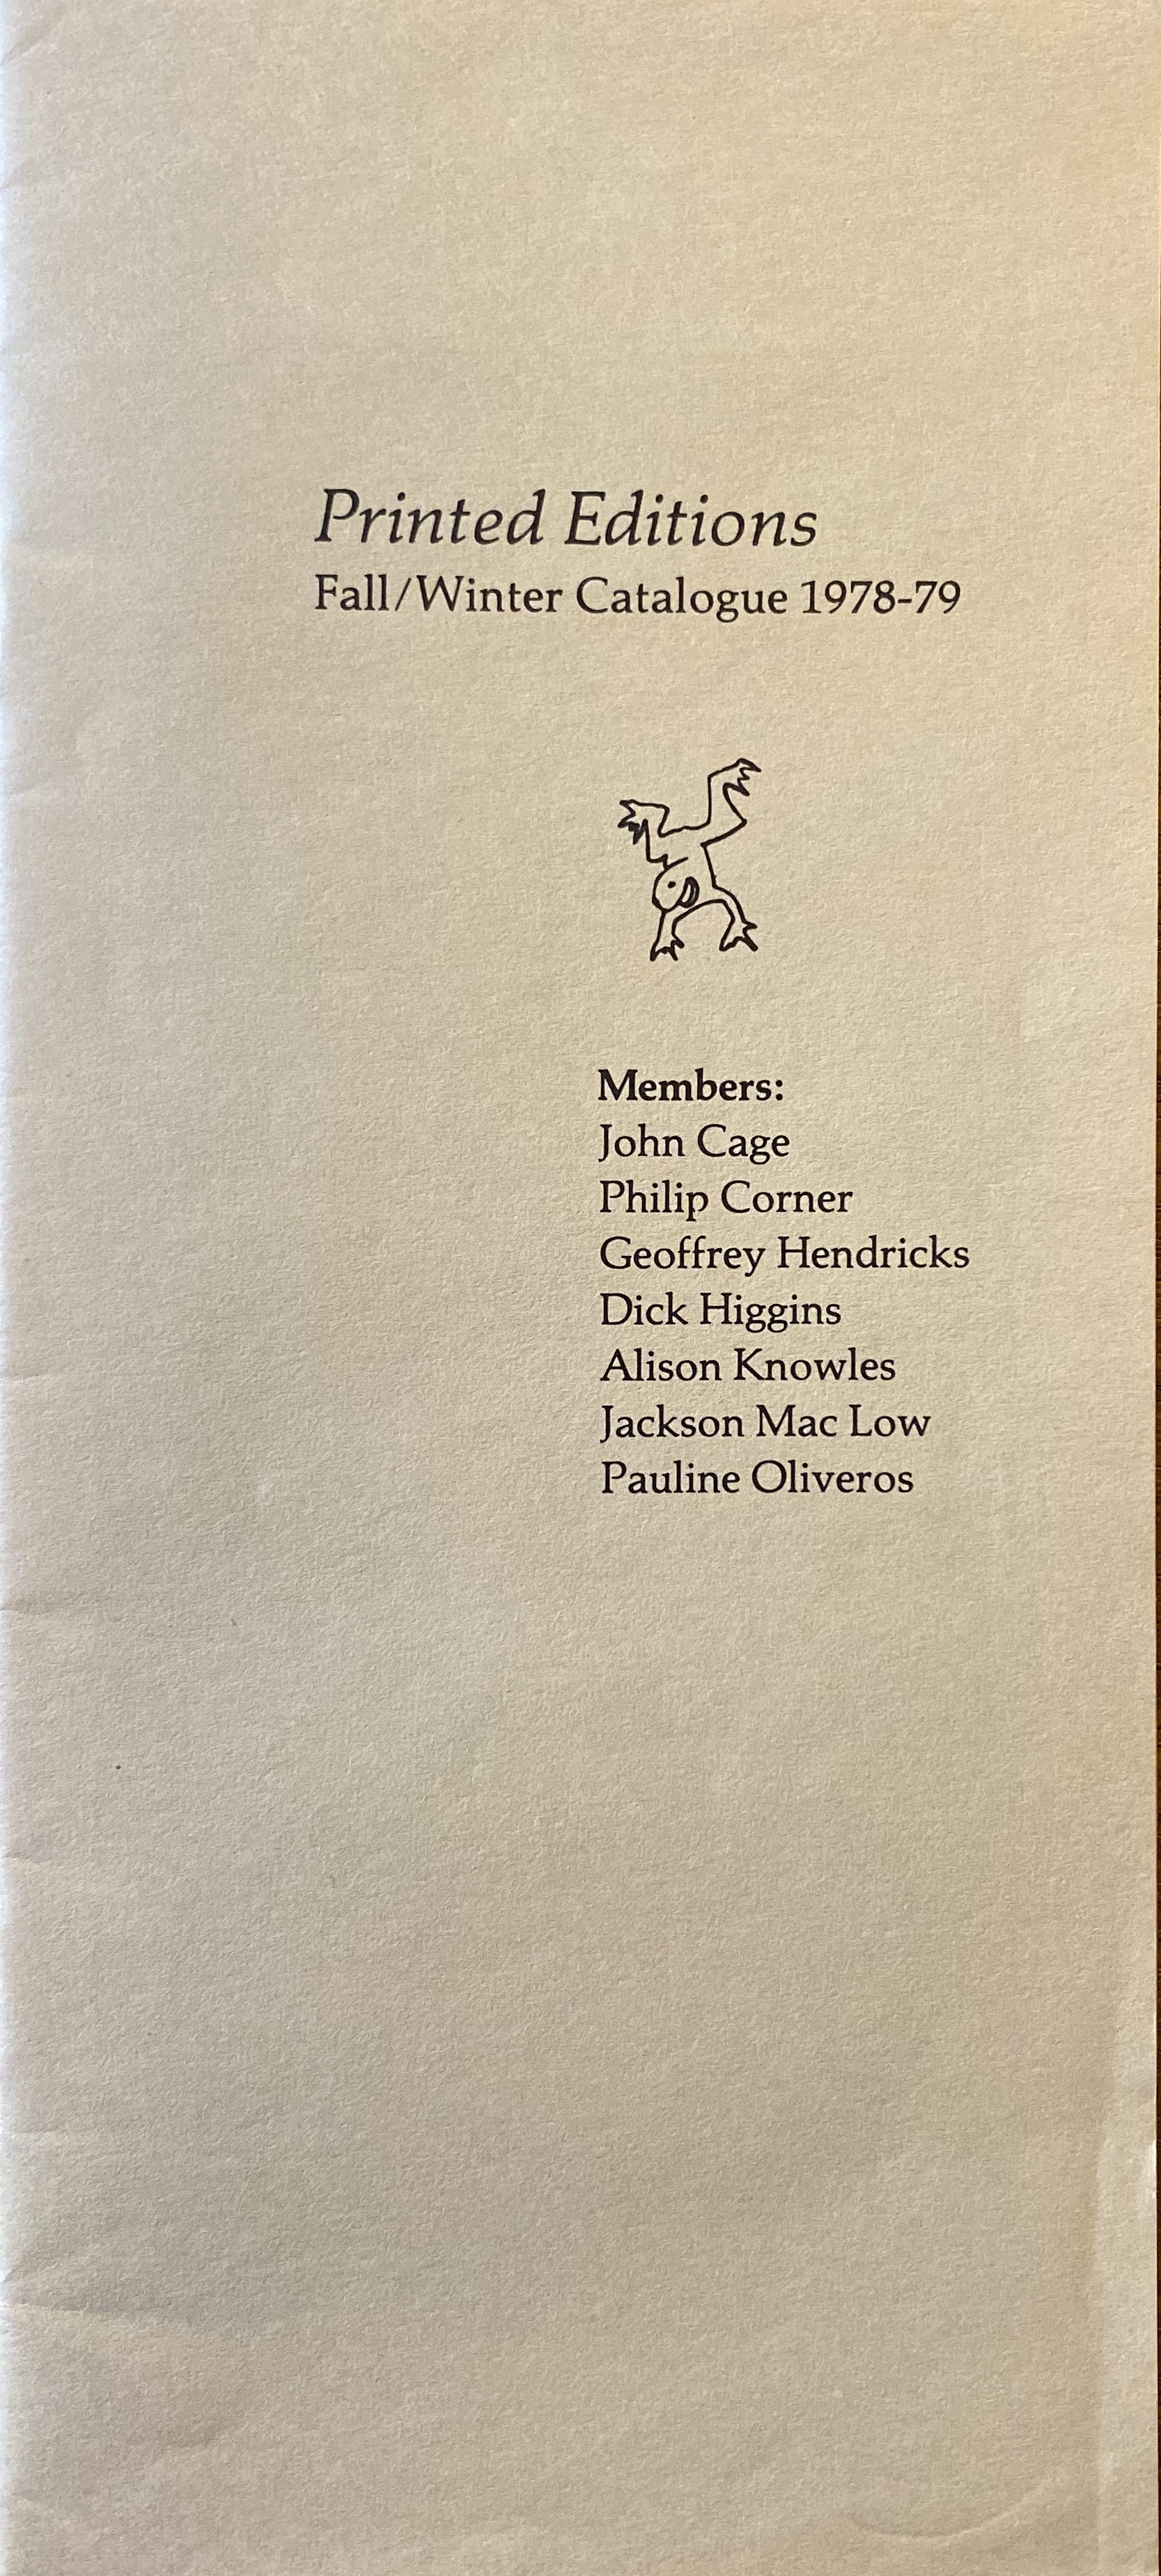 Printed Editions
Fall/Winter Catalogue 1978-79
Members:
John Cage
Philip Corner
Geoffrey Hendricks
Dick Higgins
Alison Knowles
Jackson Mac Low
Pauline Oliveros